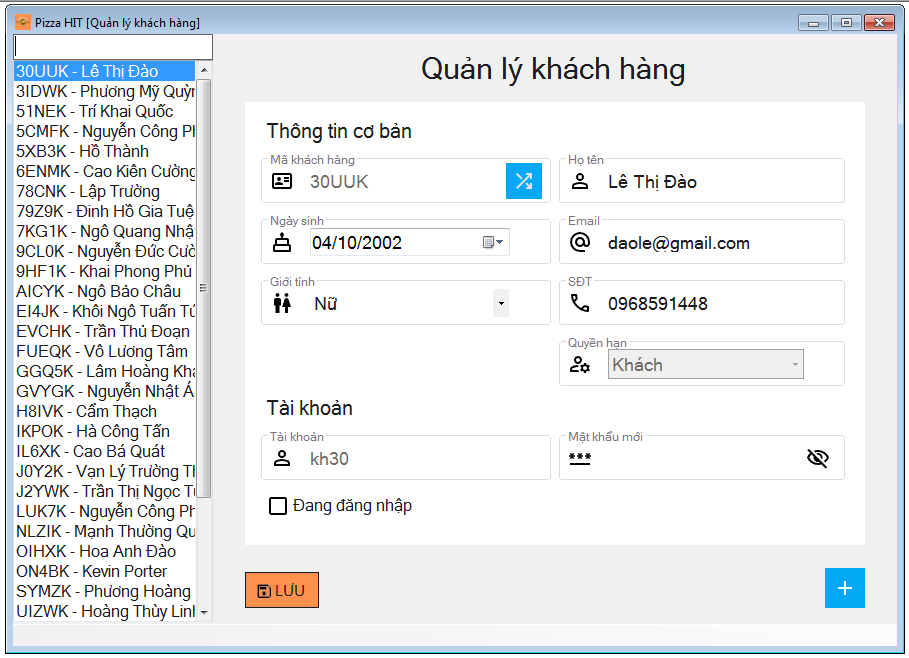 Pizza HIT [Quản lý khách hàng]
30UUK - Lê Thị Đào
3IDWK - Phương Mỹ Quỳn
51NEK - Trí Khai Quốc
5CMFK - Nguyễn Công Ph
5XB3K - Hồ Thành
6ENMK - Cao Kiên Cường
78CNK - Lập Trường
79Z9K - Đinh Hồ Gia Tuệ
7KG1K - Ngô Quang Nhậ
9CL0K - Nguyễn Đức Cườ
9HF1K - Khai Phong Phủ
AICYK - Ngô Bảo Châu
EI4JK - Khôi Ngô Tuấn Tú
EVCHK - Trần Thủ Đoạn
FUEQK - Vô Lương Tâm
GGQ5K - Lâm Hoàng Kha
GVYGK - Nguyễn Nhật Á
H8IVK - Cẩm Thạch
IKPOK - Hà Công Tấn
IL6XK - Cao Bá Quát
J0Y2K - Vạn Lý Trường Th
J2YWK - Trần Thị Ngọc Tu
LUK7K - Nguyễn Công Ph
NLZIK - Mạnh Thường Qu
OIHXK - Hoa Anh Đào
ON4BK - Kevin Porter
SYMZK - Phương Hoàng
UIZWK - Hoàng Thùy Linh
Quản lý khách hàng
Thông tin cơ bản
Mã khách hàng
30UUK
Họ tên
Lê Thị Đào
Ngày sinh
04/10/2002
Email
daole@gmail.com
Giới tính
Nữ
SĐT
0968591448
Quyền hạn
Khách
Tài khoản
Tài khoản
kh30
Mật khẩu mới
Đang đăng nhập
LƯU